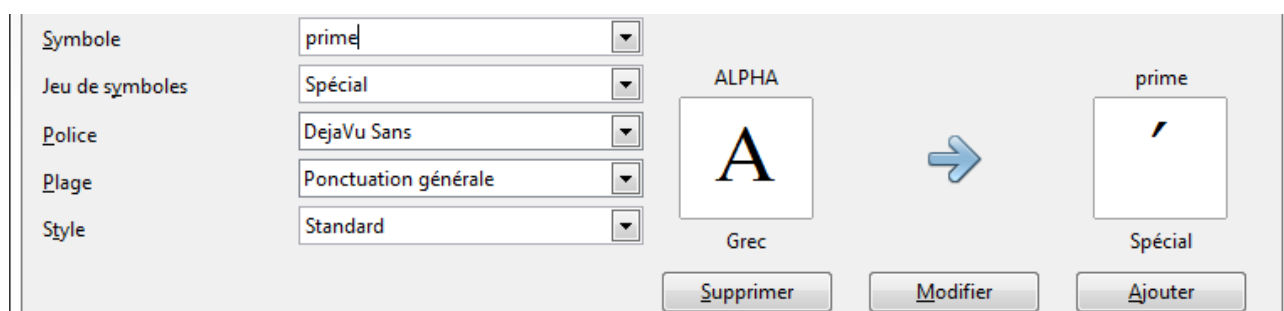 Symbole prime
Jeu de symboles Spécial
Police DejaVu Sans
Plage Ponctuation générale
Style Standard
ALPHA prime
A ′
Grec Spécial
Supprimer Modifier Ajouter